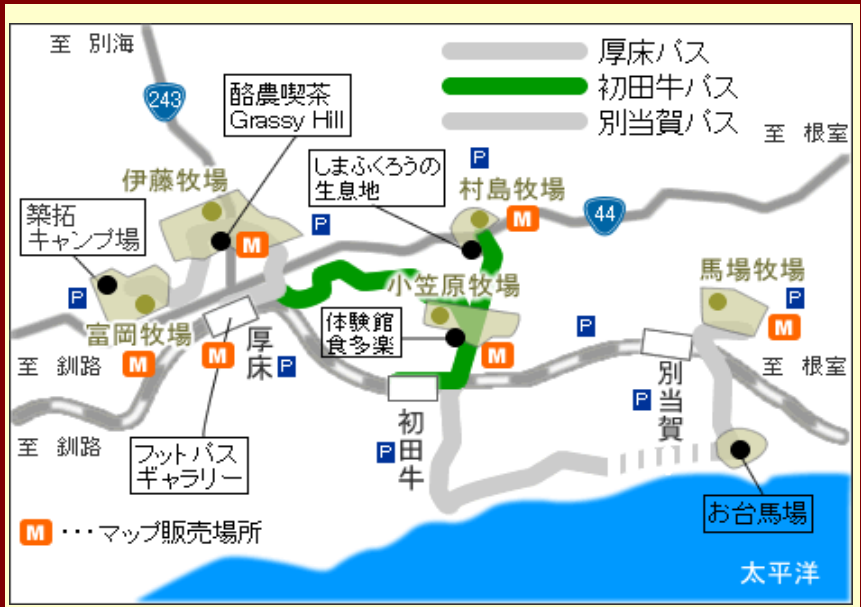 至 別海
厚床パス
初田牛パス
別当賀パス
至 根室
243
酪農喫茶
Grassy Hill
P
しまふくろうの
生息地
伊藤牧場
村島牧場
M
44
P
築拓
キャンプ場
M
馬場牧場
小笠原牧場
P
P
富岡牧場
体験館
食多楽
P
M
M
M
M
厚床
P
至 釧路
至 根室
別当賀
P
初田牛
P
至 釧路
フットパス
ギャラリー
お台馬場
M ・・・マップ販売場所
太平洋